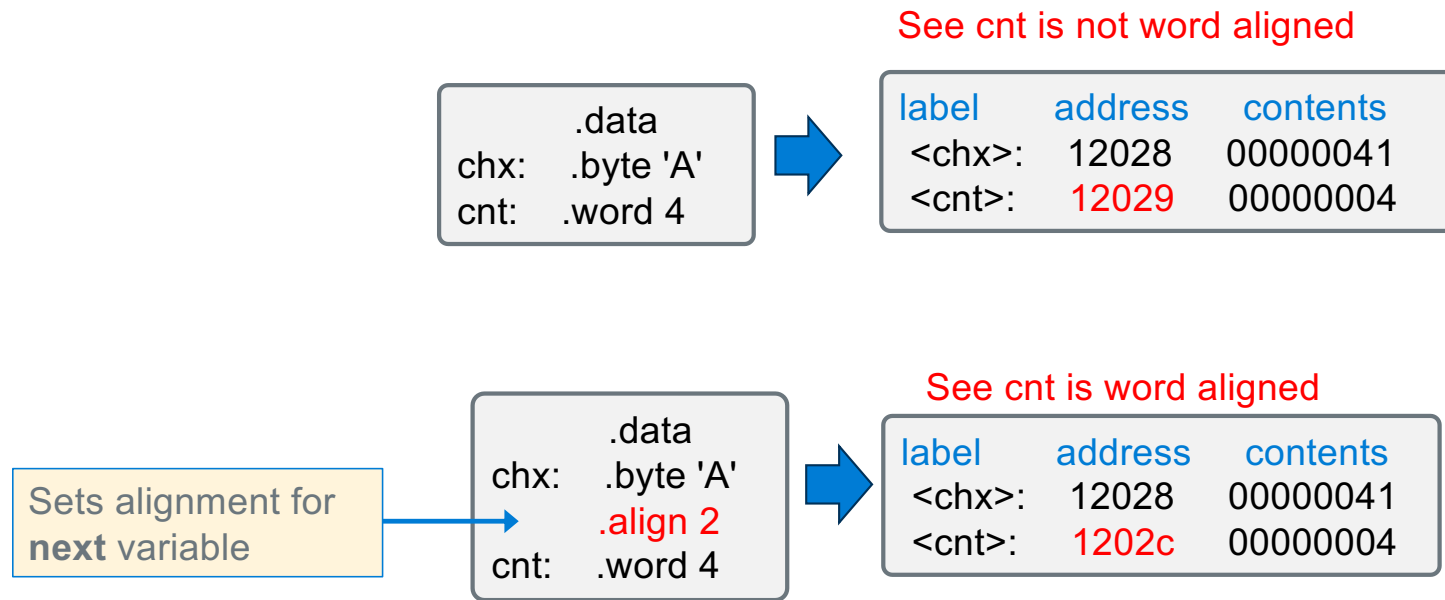 See cnt is not word aligned
.data
chx: .byte 'A'
cnt: .word 4
label address contents
<chx>: 12028 00000041
<cnt>: 12029 00000004
See cnt is word aligned
Sets alignment for
next variable
.data
chx: .byte 'A'
.align 2
cnt: .word 4
label address contents
<chx>: 12028 00000041
<cnt>: 1202c 00000004